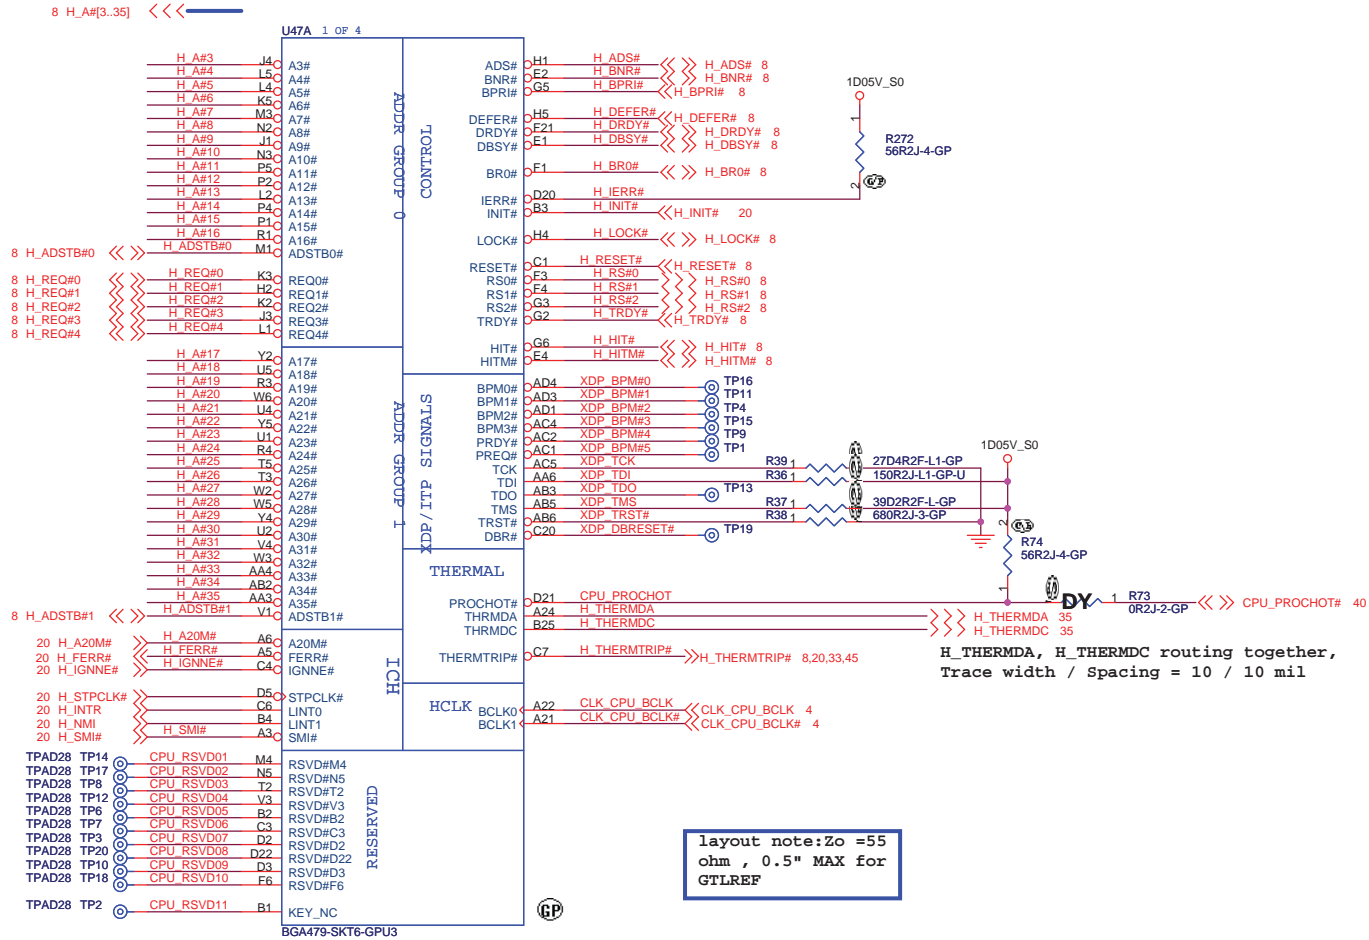 8 H_A#[3..35]
U47A 1 OF 4
H_A#3 J4 A3#
H_A#4 L5 A4#
H_A#5 L4 A5#
H_A#6 K5 A6#
H_A#7 M3 A7#
H_A#8 N2 A8#
H_A#9 J1 A9#
H_A#10 N3 A10#
H_A#11 P5 A11#
H_A#12 P2 A12#
H_A#13 L2 A13#
H_A#14 P4 A14#
H_A#15 P1 A15#
H_A#16 R1 A16#
8 H_ADSTB#0 H_ADSTB#0 M1 ADSTB0#
8 H_REQ#0 H_REQ#0 K3 REQ0#
8 H_REQ#1 H_REQ#1 H2 REQ1#
8 H_REQ#2 H_REQ#2 K2 REQ2#
8 H_REQ#3 H_REQ#3 J3 REQ3#
8 H_REQ#4 H_REQ#4 L1 REQ4#
ADDR GROUP 0
H_A#17 Y2 A17#
H_A#18 U5 A18#
H_A#19 R3 A19#
H_A#20 W6 A20#
H_A#21 U4 A21#
H_A#22 Y5 A22#
H_A#23 U1 A23#
H_A#24 R4 A24#
H_A#25 T5 A25#
H_A#26 T3 A26#
H_A#27 W2 A27#
H_A#28 W5 A28#
H_A#29 Y4 A29#
H_A#30 U2 A30#
H_A#31 V4 A31#
H_A#32 W3 A32#
H_A#33 AA4 A33#
H_A#34 AB2 A34#
H_A#35 AA3 A35#
8 H_ADSTB#1 H_ADSTB#1 V1 ADSTB1#
ADDR GROUP 1
20 H_A20M# H_A20M# A6 A20M#
20 H_FERR# H_FERR# A5 FERR#
20 H_IGNNE# H_IGNNE# C4 IGNNE#
20 H_STPCLK# D5 STPCLK#
20 H_INTR C6 LINT0
20 H_NMI B4 LINT1
20 H_SMI# H_SMI# A3 SMI#
ICH
TPAD28 TP14 CPU_RSVD01 M4 RSVD#M4
TPAD28 TP17 CPU_RSVD02 N5 RSVD#N5
TPAD28 TP8 CPU_RSVD03 T2 RSVD#T2
TPAD28 TP12 CPU_RSVD04 V3 RSVD#V3
TPAD28 TP6 CPU_RSVD05 B2 RSVD#B2
TPAD28 TP7 CPU_RSVD06 C3 RSVD#C3
TPAD28 TP3 CPU_RSVD07 D2 RSVD#D2
TPAD28 TP20 CPU_RSVD08 D22 RSVD#D22
TPAD28 TP10 CPU_RSVD09 D3 RSVD#D3
TPAD28 TP18 CPU_RSVD10 F6 RSVD#F6
TPAD28 TP2 CPU_RSVD11 B1 KEY_NC
RESERVED
BGA479-SKT6-GPU3
CONTROL
ADS# H1 H_ADS# H_ADS# 8
BNR# E2 H_BNR# H_BNR# 8
BPRI# G5 H_BPRI# H_BPRI# 8
DEFER# H5 H_DEFER# H_DEFER# 8
DRDY# F21 H_DRDY# H_DRDY# 8
DBSY# E1 H_DBSY# H_DBSY# 8
BR0# F1 H_BR0# H_BR0# 8
IERR# D20 H_IERR#
INIT# B3 H_INIT# H_INIT# 20
LOCK# H4 H_LOCK# H_LOCK# 8
RESET# C1 H_RESET# H_RESET# 8
RS0# F3 H_RS#0 H_RS#0 8
RS1# F4 H_RS#1 H_RS#1 8
RS2# G3 H_RS#2 H_RS#2 8
TRDY# G2 H_TRDY# H_TRDY# 8
HIT# G6 H_HIT# H_HIT# 8
HITM# E4 H_HITM# H_HITM# 8
1D05V_S0
1
R272
56R2J-4-GP
2
XDP/ITP SIGNALS
BPM0# AD4 XDP_BPM#0 TP16
BPM1# AD3 XDP_BPM#1 TP11
BPM2# AD1 XDP_BPM#2 TP4
BPM3# AC4 XDP_BPM#3 TP15
PRDY# AC2 XDP_BPM#4 TP9
PREQ# AC1 XDP_BPM#5 TP1
TCK AC5 XDP_TCK R39 1 27D4R2F-L1-GP
TDI AA6 XDP_TDI R36 1 150R2J-L1-GP-U
TDO AB3 XDP_TDO TP13
TMS AB5 XDP_TMS R37 1 39D2R2F-L-GP
TRST# AB6 XDP_TRST# R38 1 680R2J-3-GP
DBR# C20 XDP_DBRESET# TP19
1D05V_S0
2
R74
56R2J-4-GP
1
THERMAL
PROCHOT# D21 CPU_PROCHOT DY 1 R73 CPU_PROCHOT# 40
0R2J-2-GP
THRMDA A24 H_THERMDA H_THERMDA 35
THRMDC B25 H_THERMDC H_THERMDC 35
THERMTRIP# C7 H_THERMTRIP# H_THERMTRIP# 8,20,33,45
H_THERMDA, H_THERMDC routing together,
Trace width / Spacing = 10 / 10 mil
HCLK
BCLK0 A22 CLK_CPU_BCLK CLK_CPU_BCLK 4
BCLK1 A21 CLK_CPU_BCLK# CLK_CPU_BCLK# 4
layout note:Zo =55
ohm , 0.5" MAX for
GTLREF
GP